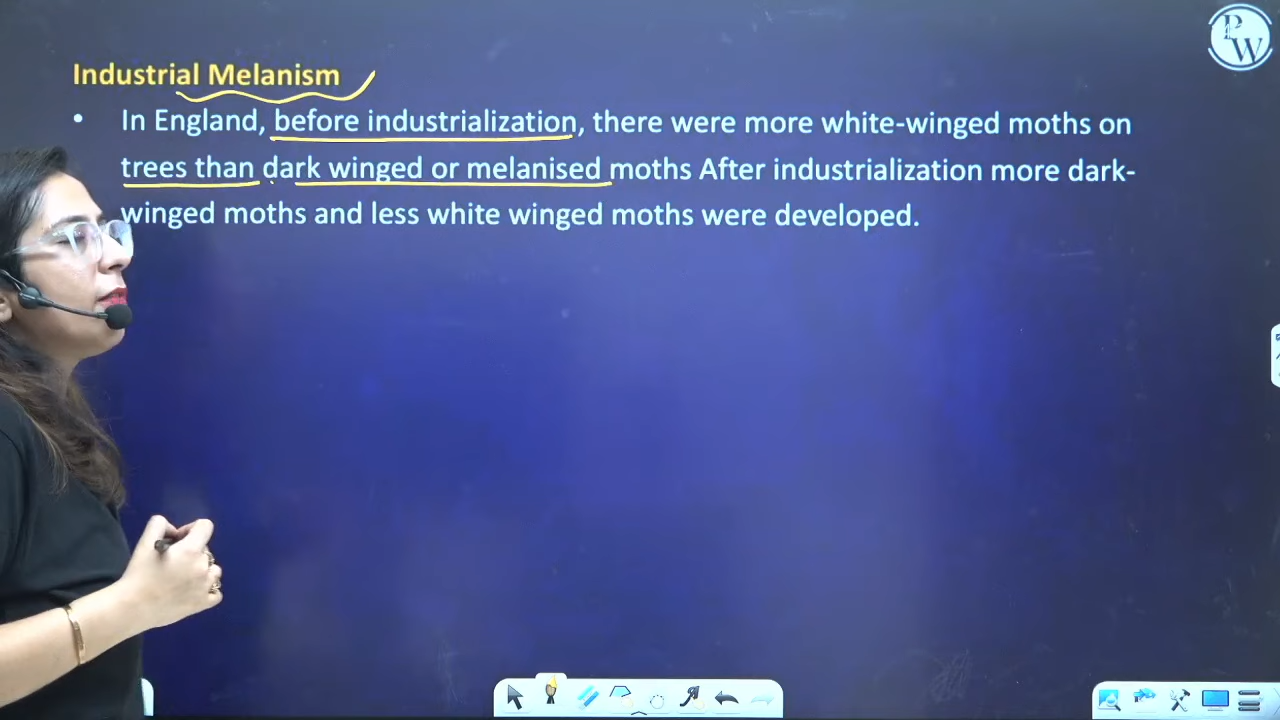 PW
Industrial Melanism
• In England, before industrialization, there were more white-winged moths on
trees than dark winged or melanised moths After industrialization more dark-
winged moths and less white winged moths were developed.